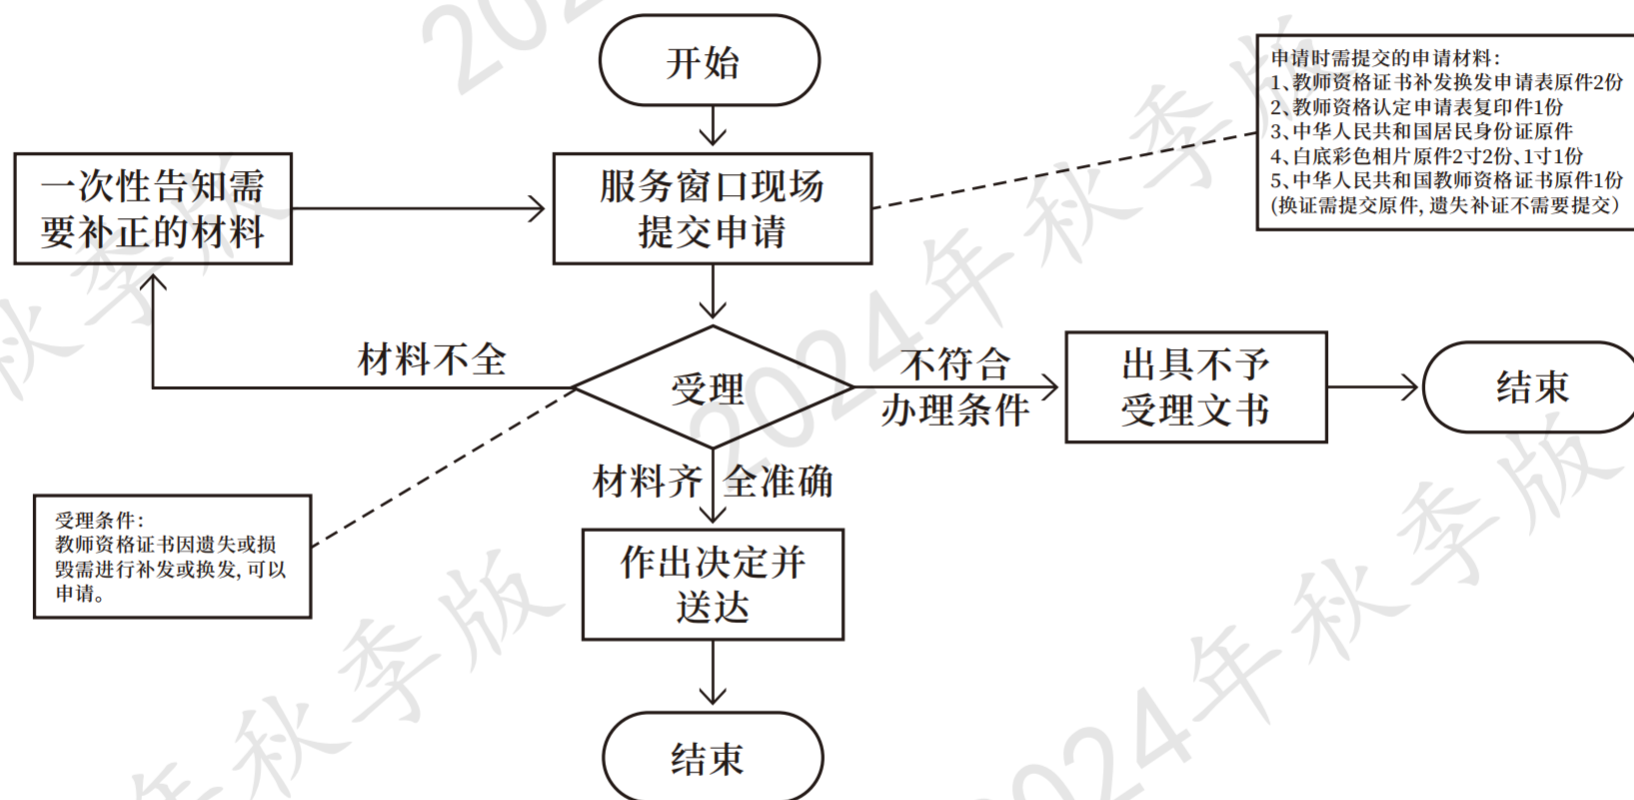 开始
申请时需提交的申请材料：
1、教师资格证书补发换发申请表原件2份
2、教师资格认定申请表复印件1份
3、中华人民共和国居民身份证原件
4、白底彩色相片原件2寸2份、1寸1份
5、中华人民共和国教师资格证书原件1份
(换证需提交原件，遗失补证不需要提交）
一次性告知需
要补正的材料
服务窗口现场
提交申请
材料不全
受理
不符合
办理条件
出具不予
受理文书
结束
材料齐 全准确
受理条件：
教师资格证书因遗失或损
毁需进行补发或换发，可以
申请。
作出决定并
送达
结束
202
秋季版
2024年秋季版
年秋季版
2024年秋季版